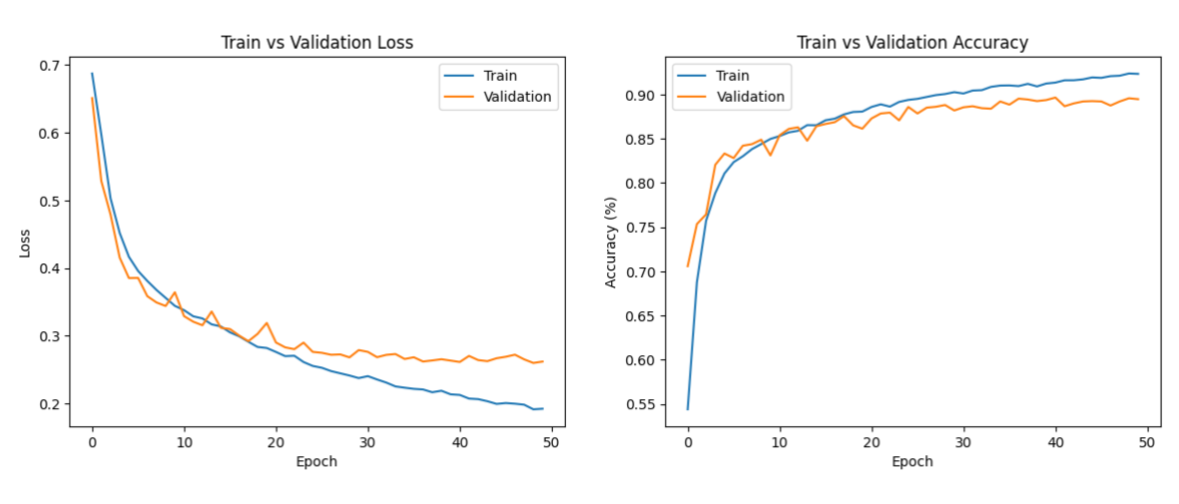 Train vs Validation Loss
Train
Validation
0.7
0.6
0.5
0.4
0.3
0.2
Loss
0 10 20 30 40 50
Epoch
Train vs Validation Accuracy
Train
Validation
0.90
0.85
0.80
0.75
0.70
0.65
0.60
0.55
Accuracy (%)
0 10 20 30 40 50
Epoch